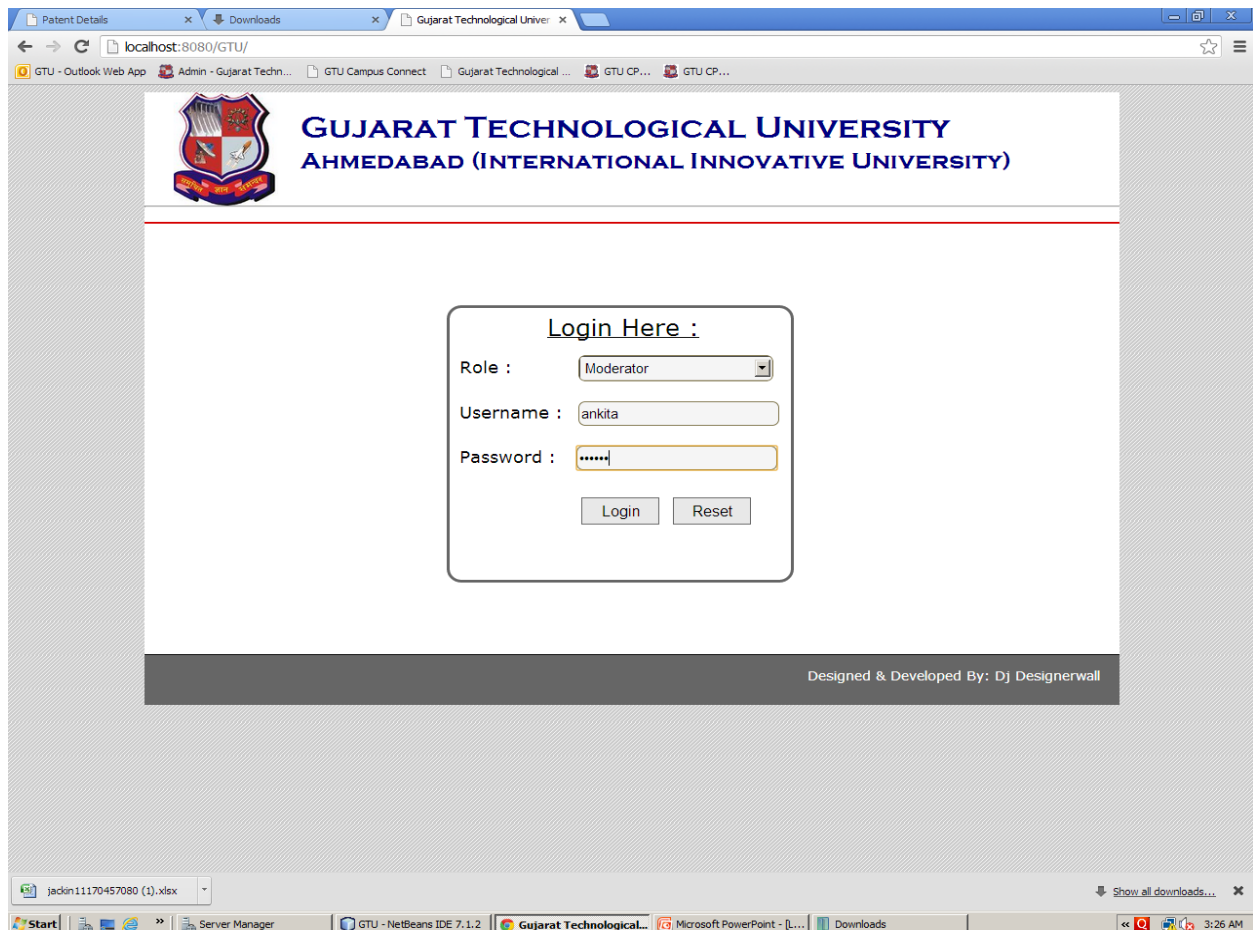 Patent Details
Downloads
Gujarat Technological Univer
localhost:8080/GTU/
GTU - Outlook Web App
Admin - Gujarat Techn...
GTU Campus Connect
Gujarat Technological ...
GTU CP...
GTU CP...
GUJARAT TECHNOLOGICAL UNIVERSITY
AHMEDABAD (INTERNATIONAL INNOVATIVE UNIVERSITY)
Login Here :
Role :
Moderator
Username :
ankita
Password :
••••••
Login
Reset
Designed & Developed By: Dj Designerwall
jackin11170457080 (1).xlsx
Show all downloads...
Start
Server Manager
GTU - NetBeans IDE 7.1.2
Gujarat Technological...
Microsoft PowerPoint - [L...
Downloads
3:26 AM